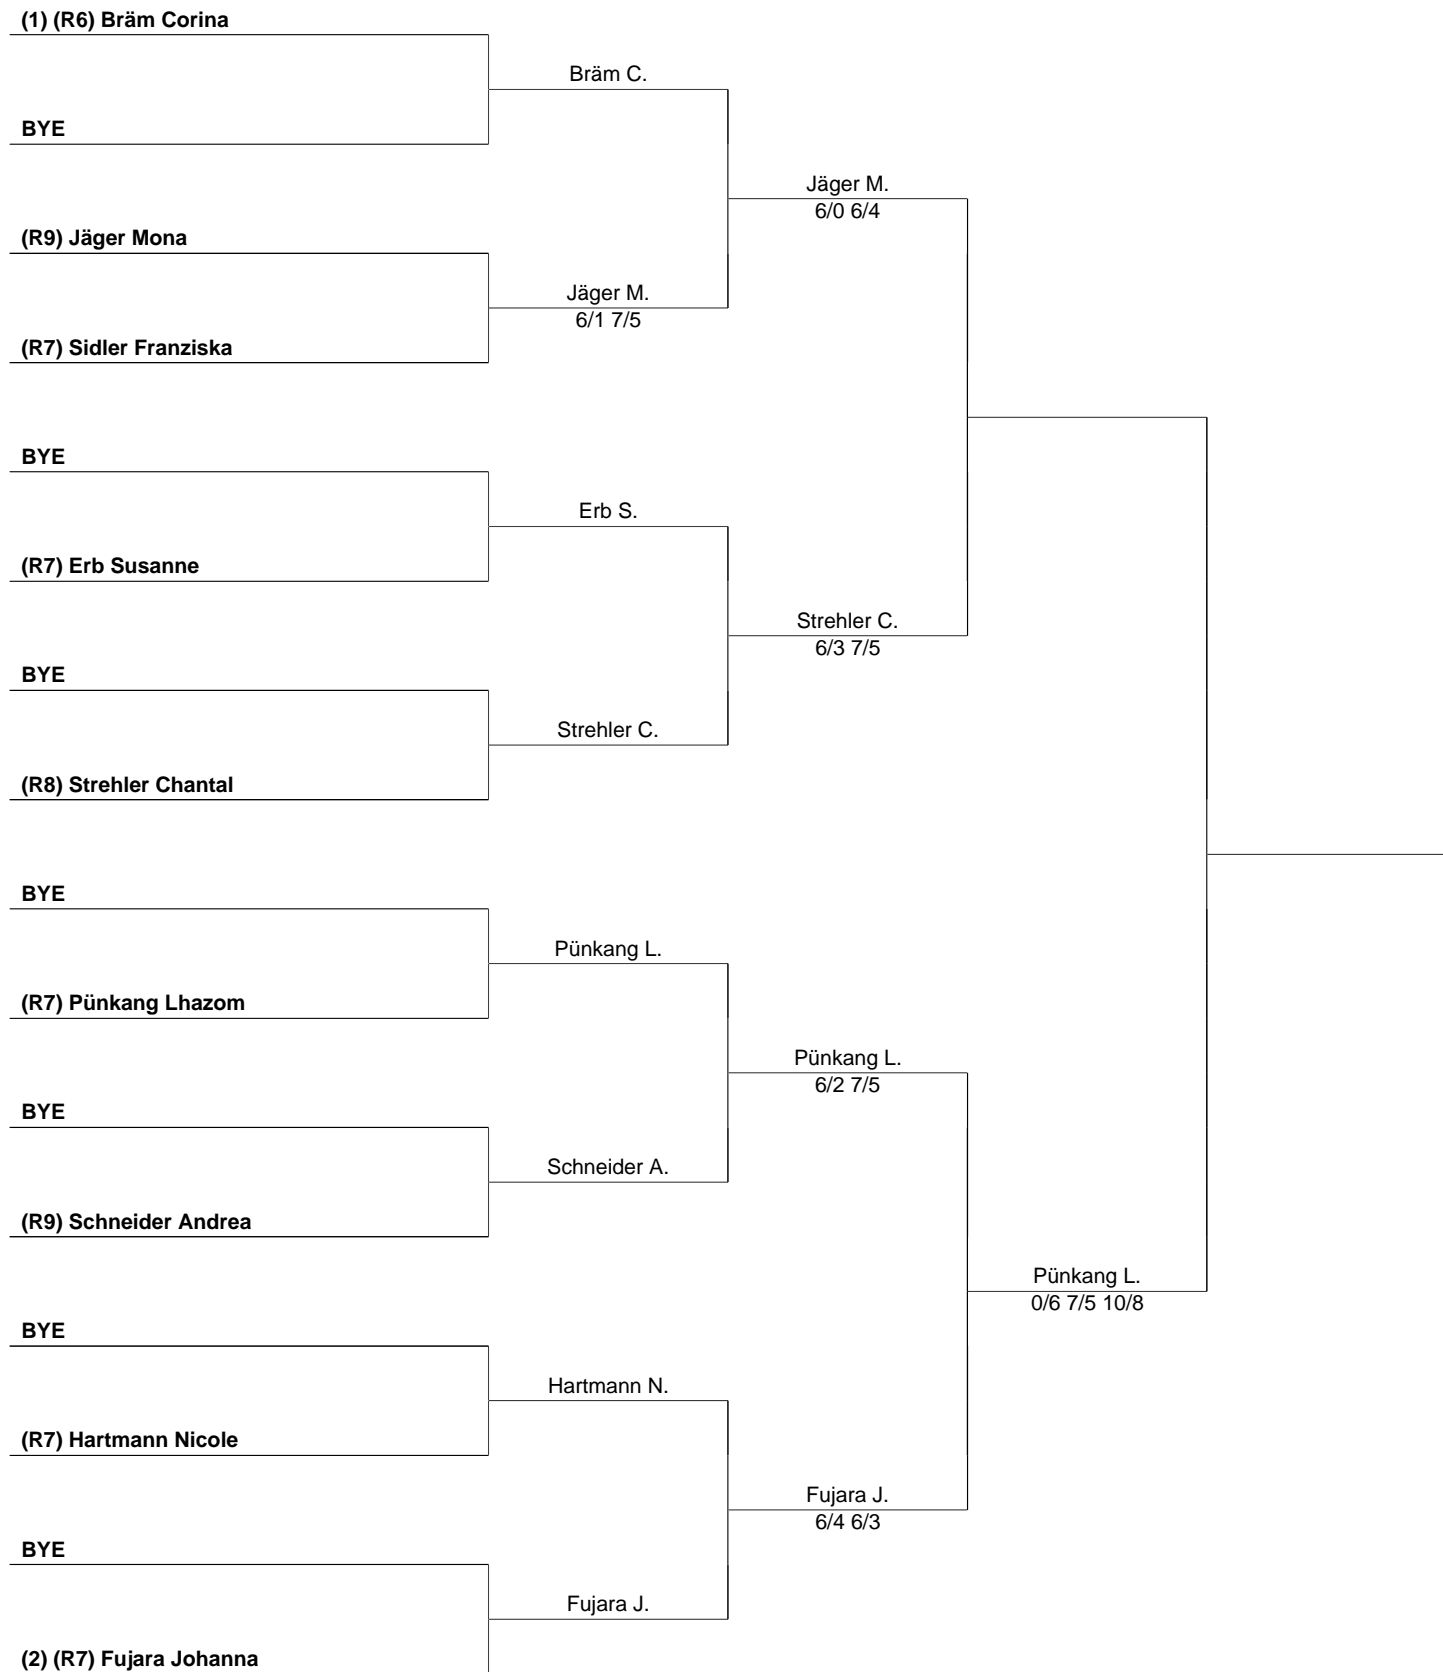 (1) (R6) Bräm Corina
Bräm C.
BYE
Jäger M.
6/0 6/4
(R9) Jäger Mona
Jäger M.
6/1 7/5
(R7) Sidler Franziska
BYE
Erb S.
(R7) Erb Susanne
Strehler C.
6/3 7/5
BYE
Strehler C.
(R8) Strehler Chantal
BYE
Pünkang L.
(R7) Pünkang Lhazom
Pünkang L.
6/2 7/5
BYE
Schneider A.
(R9) Schneider Andrea
Pünkang L.
0/6 7/5 10/8
BYE
Hartmann N.
(R7) Hartmann Nicole
Fujara J.
6/4 6/3
BYE
Fujara J.
(2) (R7) Fujara Johanna